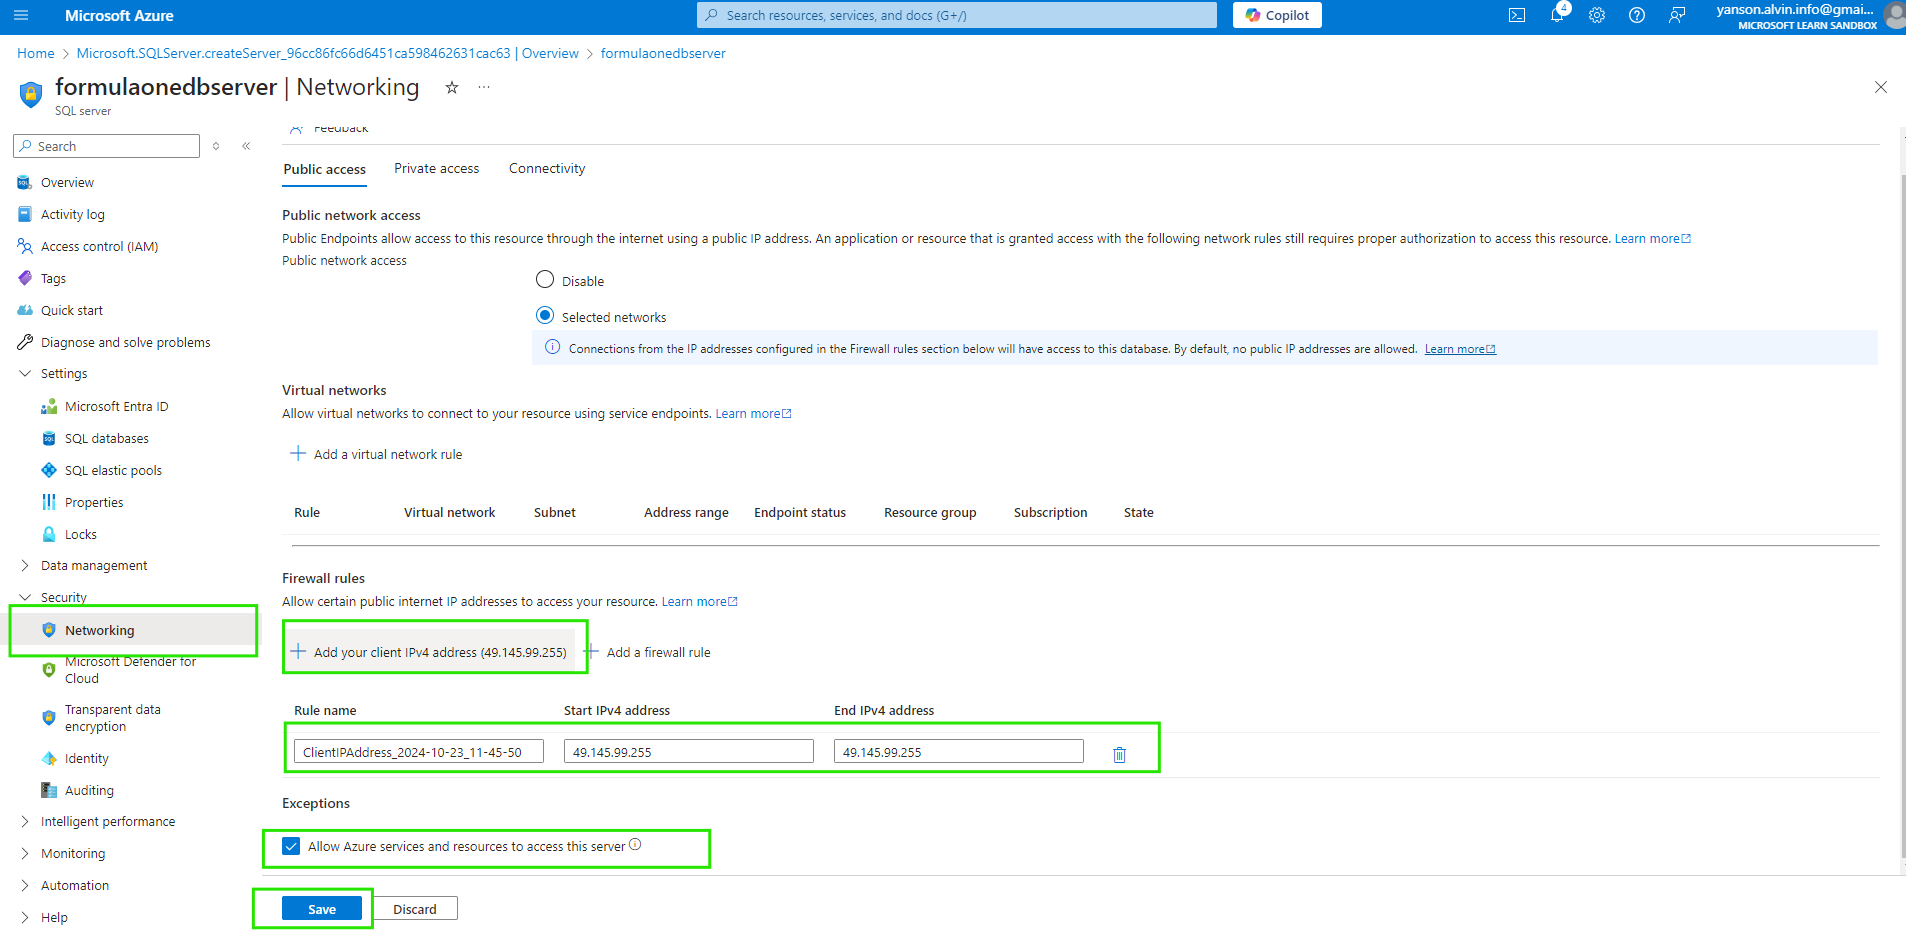 Microsoft Azure
Search resources, services, and docs (G+/)
Copilot
4
yanson.alvin.info@gmai...
MICROSOFT LEARN SANDBOX
Home > Microsoft.SQLServer.createServer_96cc86fc66d6451ca598462631cac63 | Overview > formulaonedbserver
formulaonedbserver | Networking
SQL server
Search
Overview
Activity log
Access control (IAM)
Tags
Quick start
Diagnose and solve problems
Settings
Microsoft Entra ID
SQL databases
SQL elastic pools
Properties
Locks
Data management
Security
Networking
Microsoft Defender for
Cloud
Transparent data
encryption
Identity
Auditing
Intelligent performance
Monitoring
Automation
Help
Feedback
Public access Private access Connectivity
Public network access
Public Endpoints allow access to this resource through the internet using a public IP address. An application or resource that is granted access with the following network rules still requires proper authorization to access this resource. Learn more
Public network access
Disable
Selected networks
Connections from the IP addresses configured in the Firewall rules section below will have access to this database. By default, no public IP addresses are allowed. Learn more
Virtual networks
Allow virtual networks to connect to your resource using service endpoints. Learn more
+ Add a virtual network rule
Rule Virtual network Subnet Address range Endpoint status Resource group Subscription State
Firewall rules
Allow certain public internet IP addresses to access your resource. Learn more
+ Add your client IPv4 address (49.145.99.255) + Add a firewall rule
Rule name Start IPv4 address End IPv4 address
ClientIPAddress_2024-10-23_11-45-50 49.145.99.255 49.145.99.255
Exceptions
Allow Azure services and resources to access this server
Save Discard